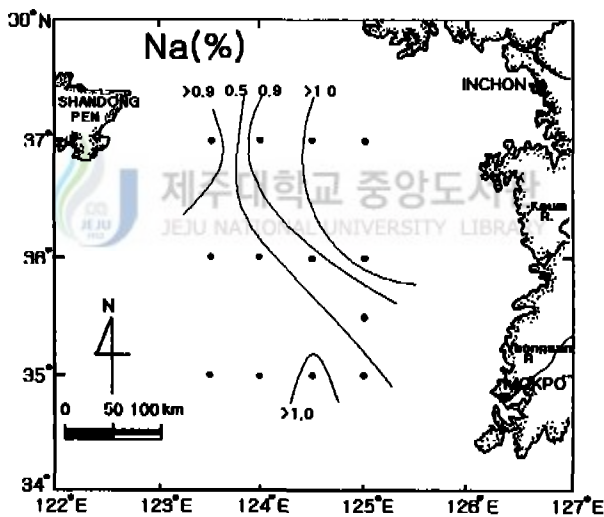 30°N
Na(%)
>0.9 0.5 0.9 >1 0
INCHON
SHANDONG
PEN
37°
제주대학교 중앙도서관
JEJU NATIONAL UNIVERSITY LIBRARY
JEJU
1952
Keum
R.
36°
N
R
MOKPO
35°
0 50 100km
>1,0
34°
122°E 123°E 124°E 125°E 126°E 127°E